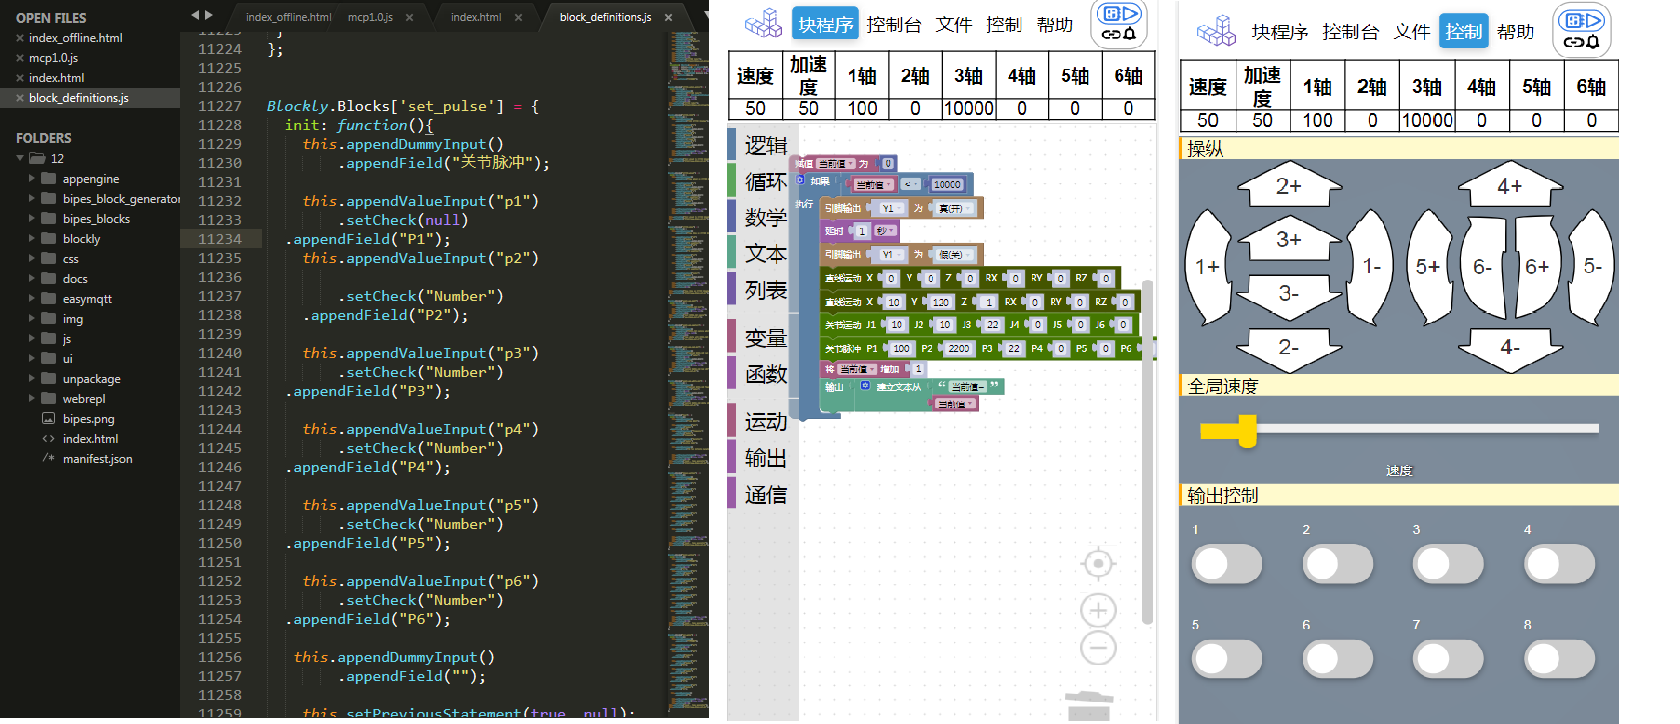 OPEN FILES
index_offline.html
mcp1.0.js
index.html
block_definitions.js
FOLDERS
12
appengine
bipes_block_generator
bipes_blocks
blockly
css
docs
easymqtt
img
js
ui
unpackage
webrepl
bipes.png
index.html
manifest.json
index_offline.html
mcp1.0.js
index.html
block_definitions.js
11224 };
11225
11226
11227 Blockly.Blocks['set_pulse'] = {
11228 init: function(){
11229 this.appendDummyInput()
11230 .appendField("关节脉冲");
11231
11232 this.appendValueInput("p1")
11233 .setCheck(null)
11234 .appendField("P1");
11235 this.appendValueInput("p2")
11236
11237 .setCheck("Number")
11238 .appendField("P2");
11239
11240 this.appendValueInput("p3")
11241 .setCheck("Number")
11242 .appendField("P3");
11243
11244 this.appendValueInput("p4")
11245 .setCheck("Number")
11246 .appendField("P4");
11247
11248 this.appendValueInput("p5")
11249 .setCheck("Number")
11250 .appendField("P5");
11251
11252 this.appendValueInput("p6")
11253 .setCheck("Number")
11254 .appendField("P6");
11255
11256 this.appendDummyInput()
11257 .appendField("");
11258
11259 this.setPreviousStatement(true, null);
块程序 控制台 文件 控制 帮助
速度 加速度 1轴 2轴 3轴 4轴 5轴 6轴
50 50 100 0 10000 0 0 0
逻辑
循环
数学
文本
列表
变量
函数
运动
输出
通信
赋值 当前值 为 0
如果 当前值 < 10000
执行 引脚输出 Y1 为 真(开)
延时 1 秒
引脚输出 Y1 为 假(关)
直线运动 X 0 Y 0 Z 0 RX 0 RY 0 RZ 0
直线运动 X 10 Y 120 Z 1 RX 0 RY 0 RZ 0
关节运动 J1 10 J2 10 J3 22 J4 0 J5 0 J6 0
关节脉冲 P1 100 P2 2200 P3 22 P4 0 P5 0 P6
将 当前值 增加 1
输出 建立文本从 “ 当前值= ”
当前值
块程序 控制台 文件 控制 帮助
速度 加速度 1轴 2轴 3轴 4轴 5轴 6轴
50 50 100 0 10000 0 0 0
操纵
2+ 4+
3+
1+ 1- 5+ 6- 6+ 5-
3-
2- 4-
全局速度
速度
输出控制
1 2 3 4
5 6 7 8